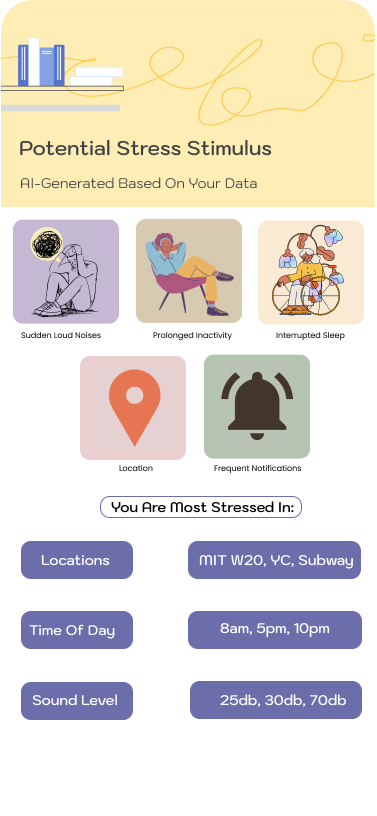 Potential Stress Stimulus
AI-Generated Based On Your Data
Sudden Loud Noises
Prolonged Inactivity
Interrupted Sleep
Location
Frequent Notifications
You Are Most Stressed In:
Locations
MIT W20, YC, Subway
Time Of Day
8am, 5pm, 10pm
Sound Level
25db, 30db, 70db